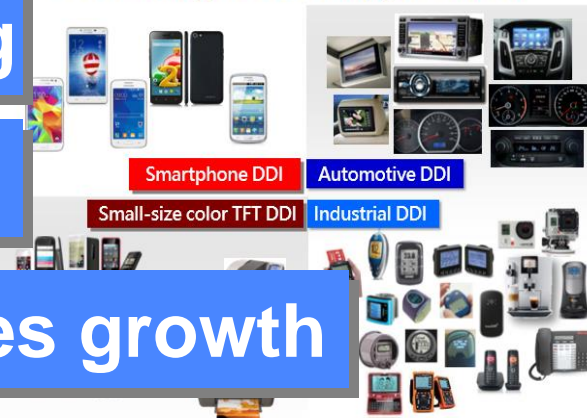 g
Smartphone DDI
Automotive DDI
Small-size color TFT DDI
Industrial DDI
es growth